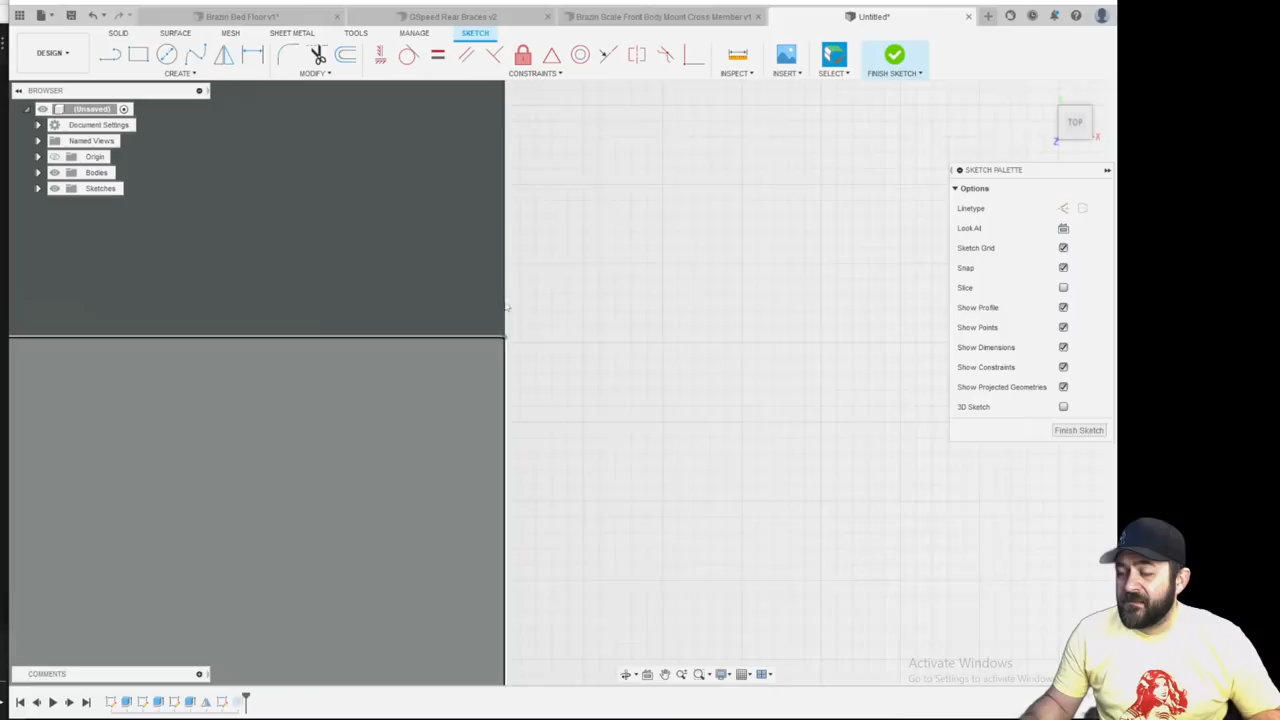 Brazin Bed Floor v1*
GSpeed Rear Braces v2
Brazin Scale Front Body Mount Cross Member v1
Untitled*
SOLID SURFACE MESH SHEET METAL TOOLS MANAGE SKETCH
DESIGN
CREATE MODIFY CONSTRAINTS INSPECT INSERT SELECT FINISH SKETCH
BROWSER
(Unsaved)
Document Settings
Named Views
Origin
Bodies
Sketches
TOP
X
Z
SKETCH PALETTE
Options
Linetype
Look At
Sketch Grid
Snap
Slice
Show Profile
Show Points
Show Dimensions
Show Constraints
Show Projected Geometries
3D Sketch
Finish Sketch
COMMENTS
Activate Windows
Go to Settings to activate Windows